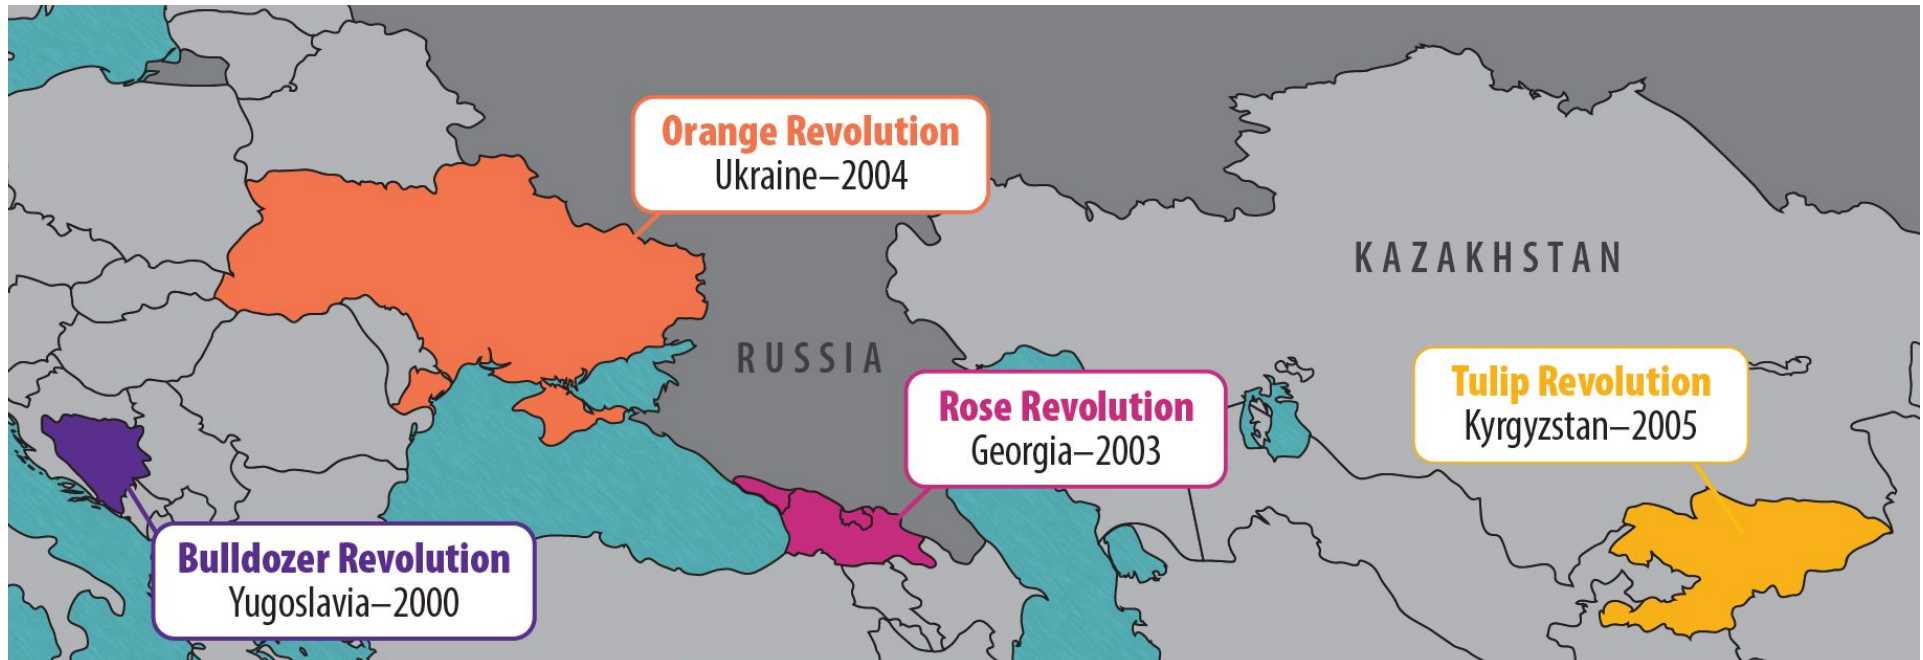 Orange Revolution
Ukraine–2004
KAZAKHSTAN
RUSSIA
Rose Revolution
Georgia–2003
Tulip Revolution
Kyrgyzstan–2005
Bulldozer Revolution
Yugoslavia–2000